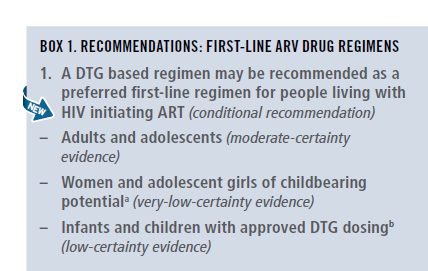 BOX 1. RECOMMENDATIONS: FIRST-LINE ARV DRUG REGIMENS
1. A DTG based regimen may be recommended as a
preferred first-line regimen for people living with
NEW
HIV initiating ART (conditional recommendation)
– Adults and adolescents (moderate-certainty
evidence)
– Women and adolescent girls of childbearing
potentialᵃ (very-low-certainty evidence)
– Infants and children with approved DTG dosingᵇ
(low-certainty evidence)